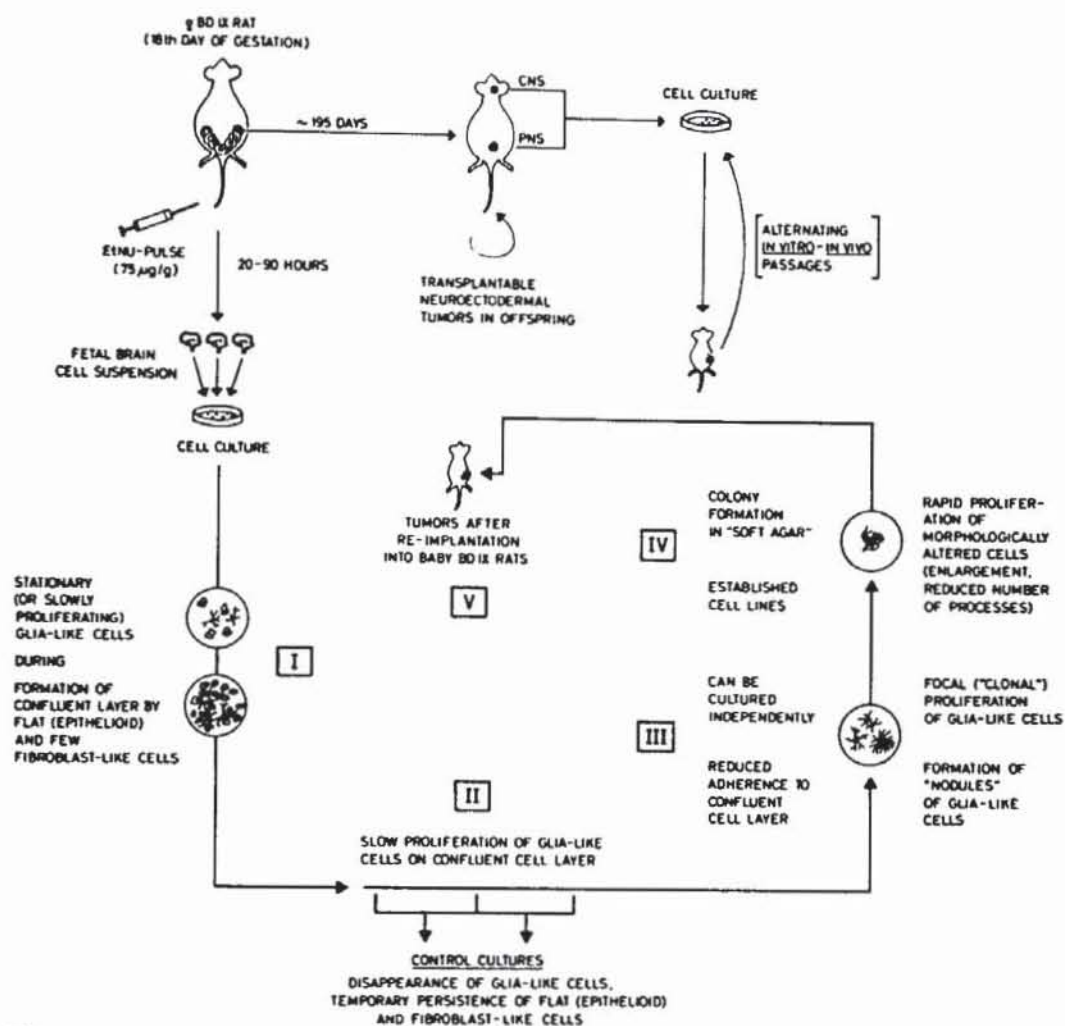 ♀ BD IX RAT
(18th DAY OF GESTATION)
~195 DAYS
CNS
PNS
CELL CULTURE
EtNU-PULSE
(75 µg/g)
20-90 HOURS
TRANSPLANTABLE
NEUROECTODERMAL
TUMORS IN OFFSPRING
ALTERNATING
IN VITRO - IN VIVO
PASSAGES
FETAL BRAIN
CELL SUSPENSION
CELL CULTURE
TUMORS AFTER
RE-IMPLANTATION
INTO BABY BD IX RATS
V
COLONY
FORMATION
IN "SOFT AGAR"
IV
ESTABLISHED
CELL LINES
RAPID PROLIFER-
ATION OF
MORPHOLOGICALLY
ALTERED CELLS
(ENLARGEMENT,
REDUCED NUMBER
OF PROCESSES)
STATIONARY
(OR SLOWLY
PROLIFERATING)
GLIA-LIKE CELLS
DURING
FORMATION OF
CONFLUENT LAYER BY
FLAT (EPITHELIOID)
AND FEW
FIBROBLAST-LIKE CELLS
I
CAN BE
CULTURED
INDEPENDENTLY
III
REDUCED
ADHERENCE TO
CONFLUENT
CELL LAYER
FOCAL ("CLONAL")
PROLIFERATION
OF GLIA-LIKE CELLS
FORMATION OF
"NODULES"
OF GLIA-LIKE
CELLS
II
SLOW PROLIFERATION OF GLIA-LIKE
CELLS ON CONFLUENT CELL LAYER
CONTROL CULTURES
DISAPPEARANCE OF GLIA-LIKE CELLS,
TEMPORARY PERSISTENCE OF FLAT (EPITHELIOID)
AND FIBROBLAST-LIKE CELLS